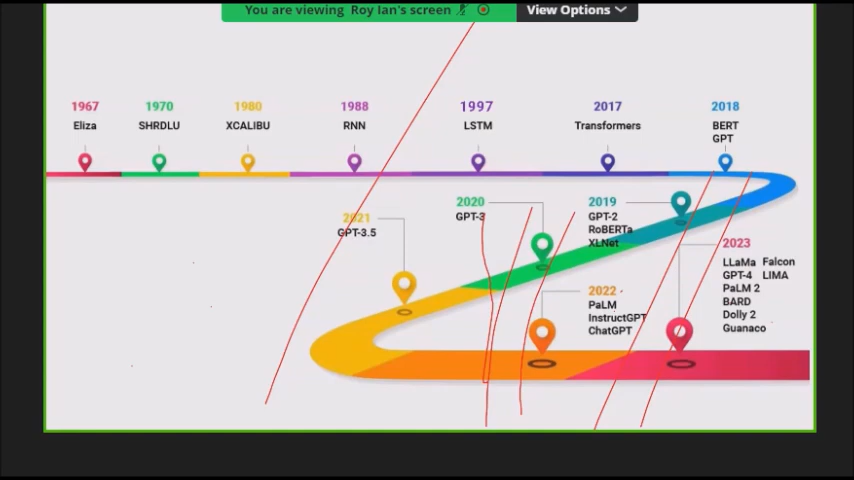 You are viewing Roy Ian's screen
View Options
1967
Eliza
1970
SHRDLU
1980
XCALIBU
1988
RNN
1997
LSTM
2017
Transformers
2018
BERT
GPT
2019
GPT-2
RoBERTa
XLNet
2020
GPT-3
2021
GPT-3.5
2022
PaLM
InstructGPT
ChatGPT
2023
LLaMa Falcon
GPT-4 LIMA
PaLM 2
BARD
Dolly 2
Guanaco